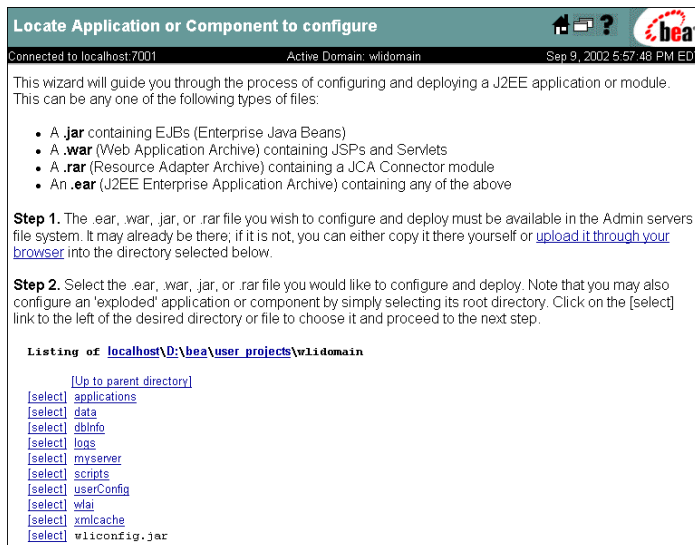 Locate Application or Component to configure
? bea
Connected to localhost:7001 Active Domain: wlidomain Sep 9, 2002 5:57:48 PM ED
This wizard will guide you through the process of configuring and deploying a J2EE application or module.
This can be any one of the following types of files:
• A .jar containing EJBs (Enterprise Java Beans)
• A .war (Web Application Archive) containing JSPs and Servlets
• A .rar (Resource Adapter Archive) containing a JCA Connector module
• An .ear (J2EE Enterprise Application Archive) containing any of the above
Step 1. The .ear, .war, .jar, or .rar file you wish to configure and deploy must be available in the Admin servers
file system. It may already be there; if it is not, you can either copy it there yourself or upload it through your
browser into the directory selected below.
Step 2. Select the .ear, .war, .jar, or .rar file you would like to configure and deploy. Note that you may also
configure an 'exploded' application or component by simply selecting its root directory. Click on the [select]
link to the left of the desired directory or file to choose it and proceed to the next step.
Listing of localhost\D:\bea\user_projects\wlidomain
[Up to parent directory]
[select] applications
[select] data
[select] dbInfo
[select] logs
[select] myserver
[select] scripts
[select] userConfig
[select] wlai
[select] xmlcache
[select] wliconfig.jar